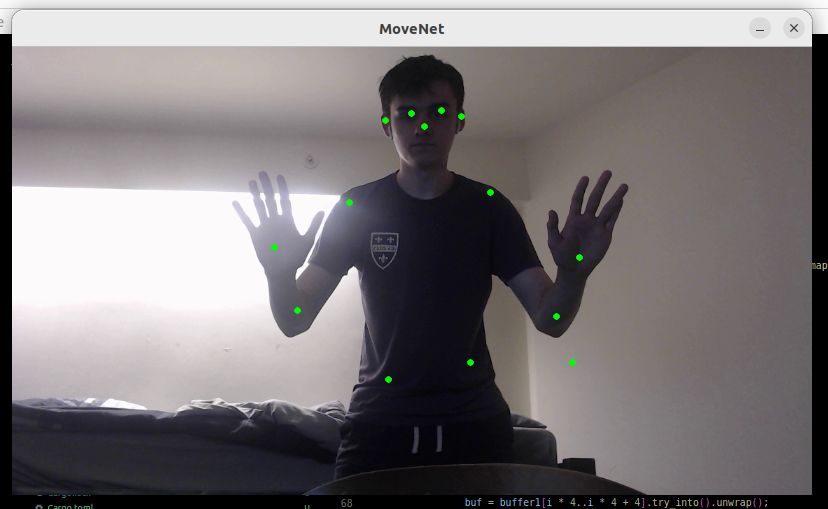 e
MoveNet
map
Cargo.toml
u
68
buf = buffer1[i * 4..i * 4 + 4].try_into().unwrap();